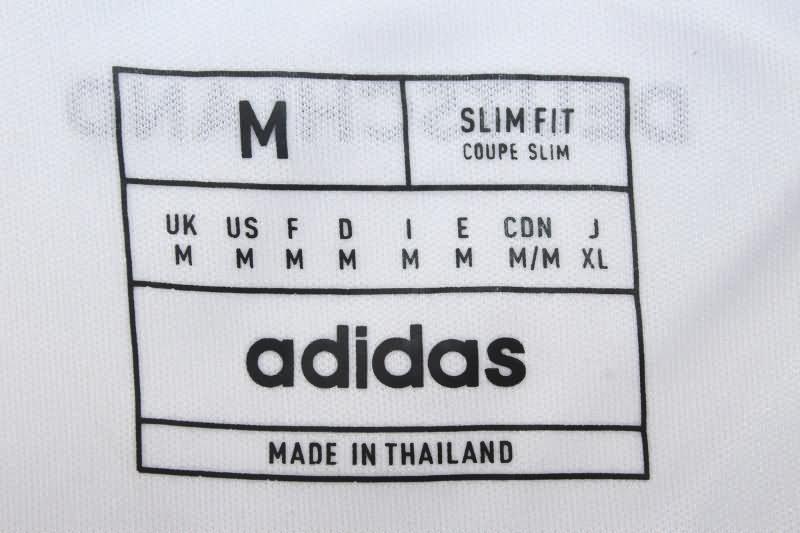 M
SLIM FIT
COUPE SLIM
UK US F D I E CDN J
M M M M M M M/M XL
adidas
MADE IN THAILAND